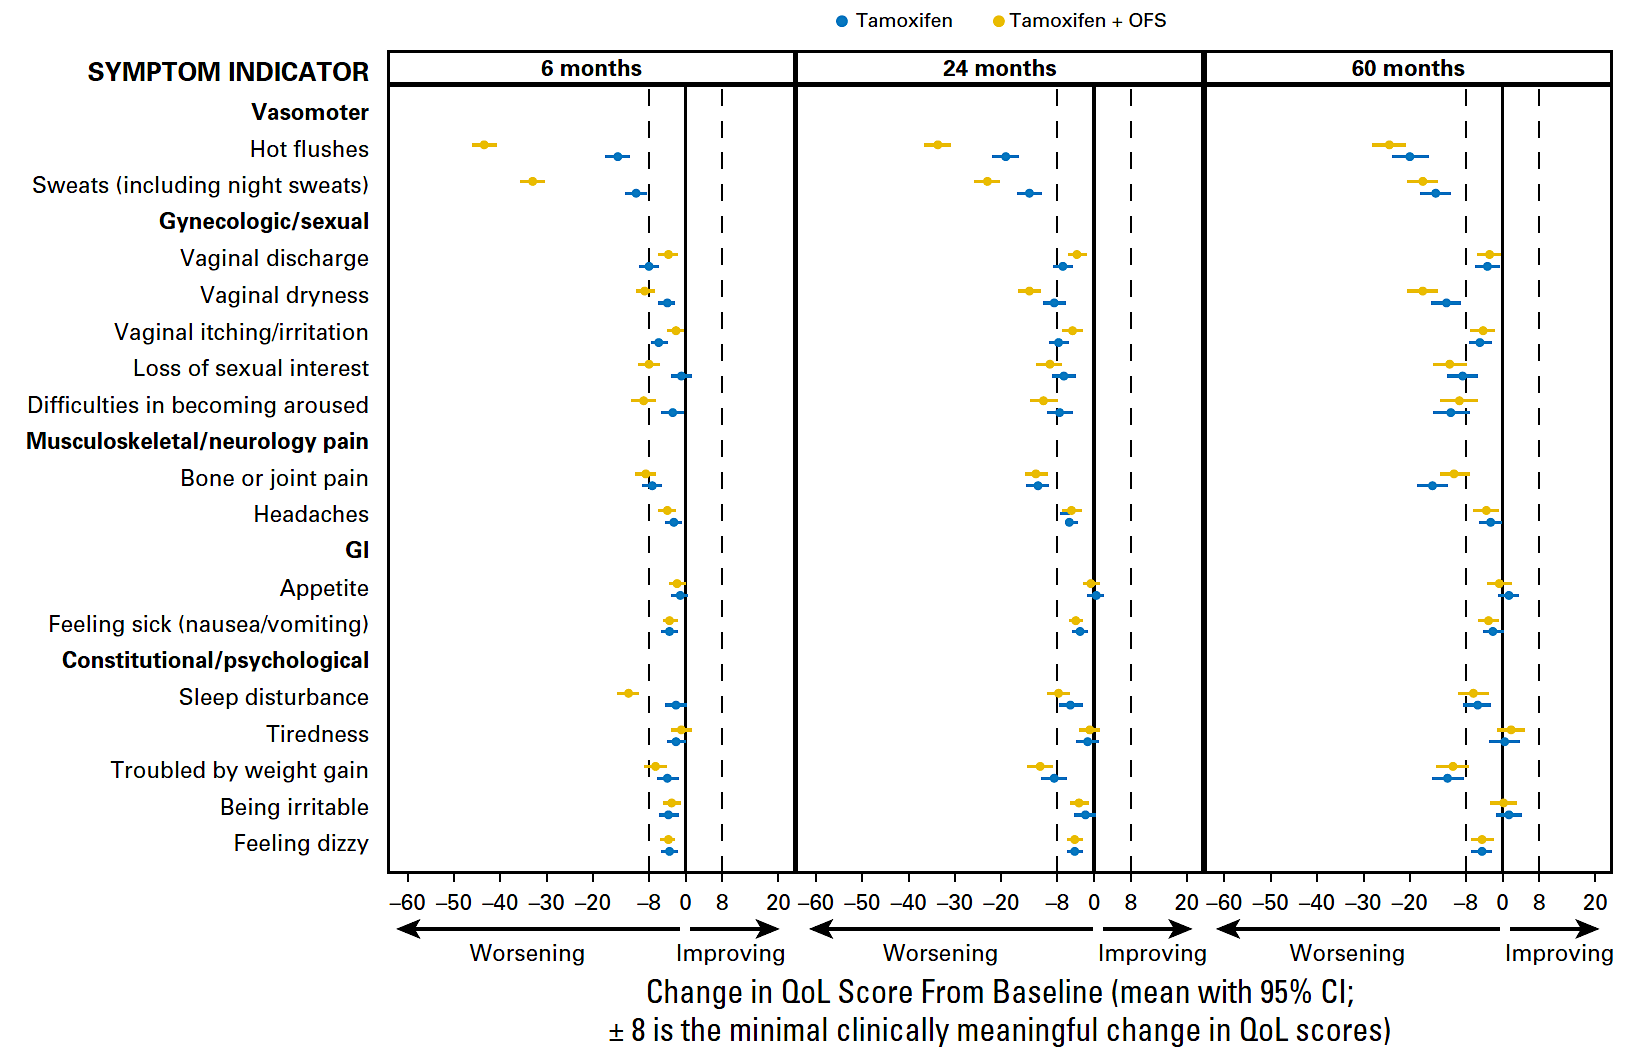 Tamoxifen Tamoxifen + OFS
SYMPTOM INDICATOR 6 months 24 months 60 months
Vasomoter
Hot flushes
Sweats (including night sweats)
Gynecologic/sexual
Vaginal discharge
Vaginal dryness
Vaginal itching/irritation
Loss of sexual interest
Difficulties in becoming aroused
Musculoskeletal/neurology pain
Bone or joint pain
Headaches
GI
Appetite
Feeling sick (nausea/vomiting)
Constitutional/psychological
Sleep disturbance
Tiredness
Troubled by weight gain
Being irritable
Feeling dizzy
–60 –50 –40 –30 –20 –8 0 8 20 –60 –50 –40 –30 –20 –8 0 8 20 –60 –50 –40 –30 –20 –8 0 8 20
Worsening Improving Worsening Improving Worsening Improving
Change in QoL Score From Baseline (mean with 95% CI;
± 8 is the minimal clinically meaningful change in QoL scores)